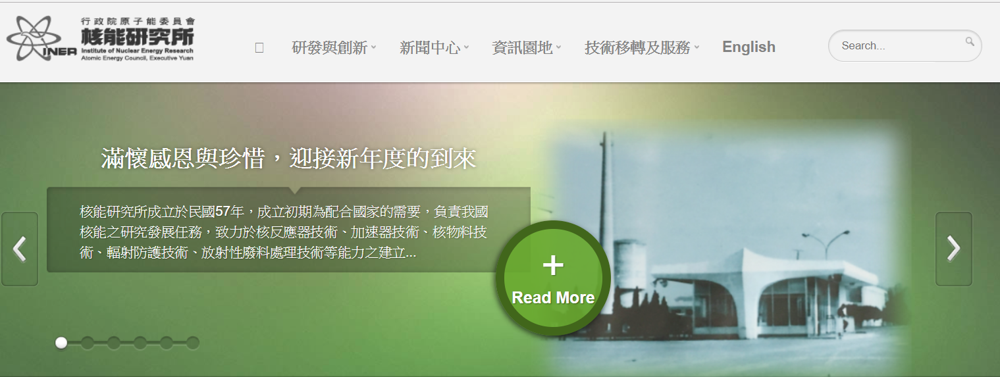 行政院原子能委員會
核能研究所
INER
Institute of Nuclear Energy Research
Atomic Energy Council, Executive Yuan
研發與創新
新聞中心
資訊園地
技術移轉及服務
English
Search...
滿懷感恩與珍惜，迎接新年度的到來
核能研究所成立於民國57年，成立初期為配合國家的需要，負責我國
核能之研究發展任務，致力於核反應器技術、加速器技術、核物料技
術、輻射防護技術、放射性廢料處理技術等能力之建立...
+
Read More